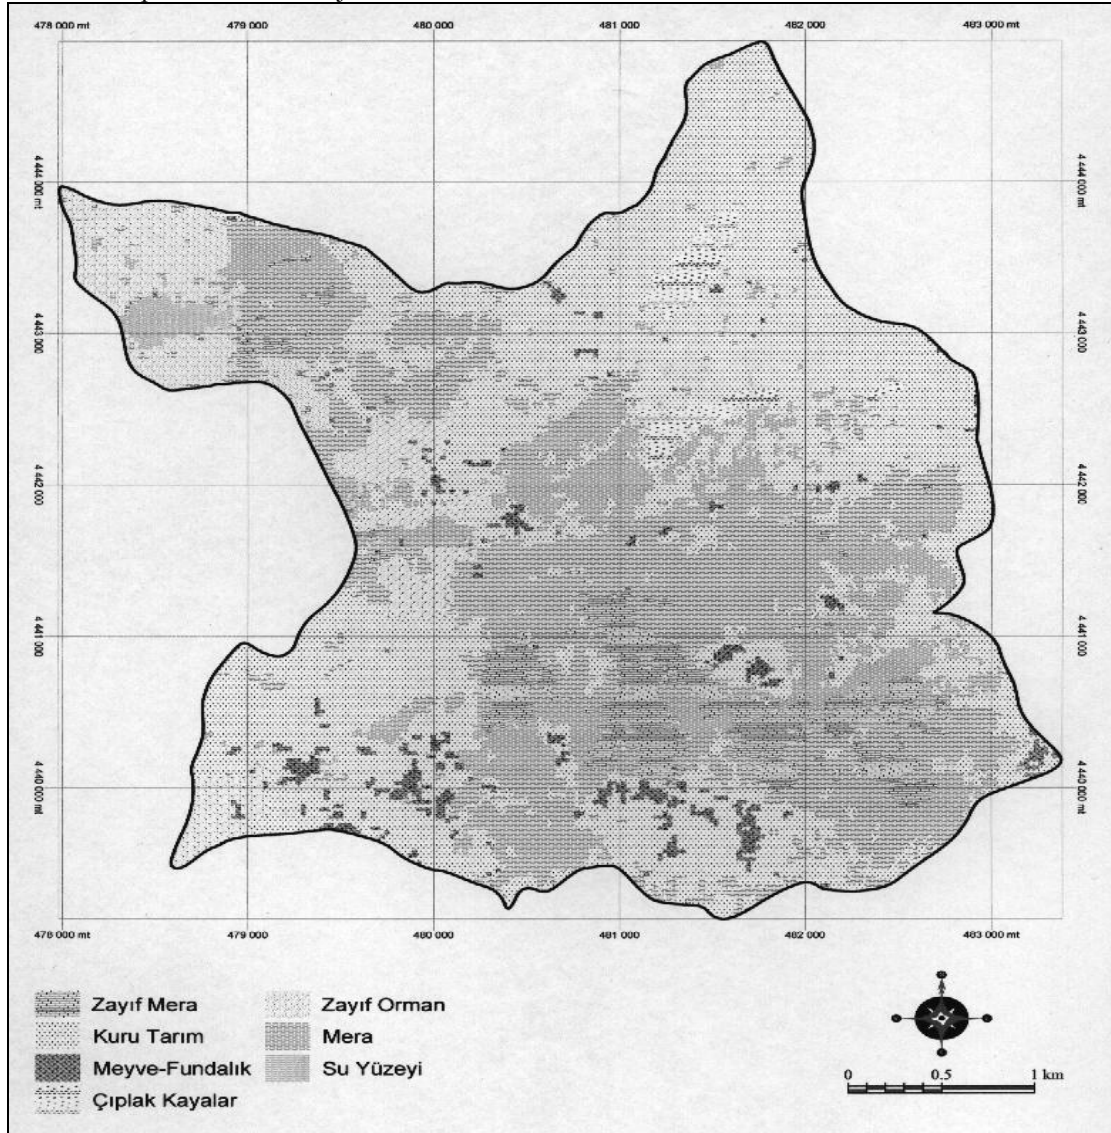 478 000 mt 479 000 480 000 481 000 482 000 483 000 mt
4 444 000 mt 4 444 000 mt
4 443 000 4 443 000
4 442 000 4 442 000
4 441 000 4 441 000
4 440 000 mt 4 440 000 mt
478 000 mt 479 000 480 000 481 000 482 000 483 000 mt
Zayıf Mera Zayıf Orman
Kuru Tarım Mera
Meyve-Fundalık Su Yüzeyi
Çıplak Kayalar
0 0.5 1 km